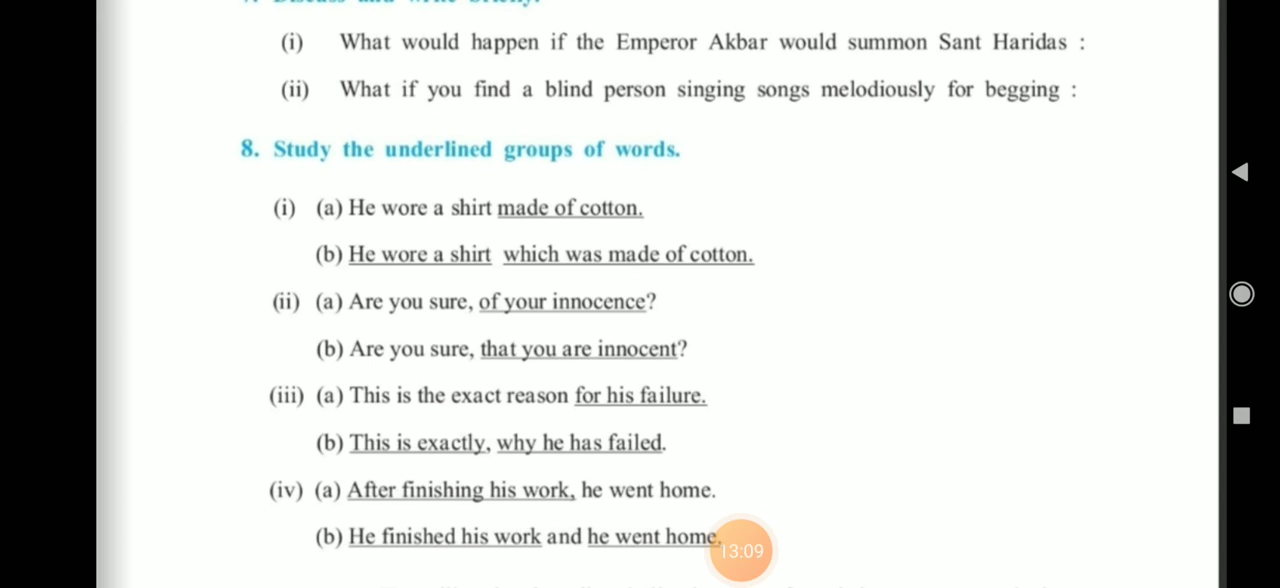 (i) What would happen if the Emperor Akbar would summon Sant Haridas :
(ii) What if you find a blind person singing songs melodiously for begging :
8. Study the underlined groups of words.
(i) (a) He wore a shirt made of cotton.
(b) He wore a shirt which was made of cotton.
(ii) (a) Are you sure, of your innocence?
(b) Are you sure, that you are innocent?
(iii) (a) This is the exact reason for his failure.
(b) This is exactly, why he has failed.
(iv) (a) After finishing his work, he went home.
(b) He finished his work and he went home.
13:09